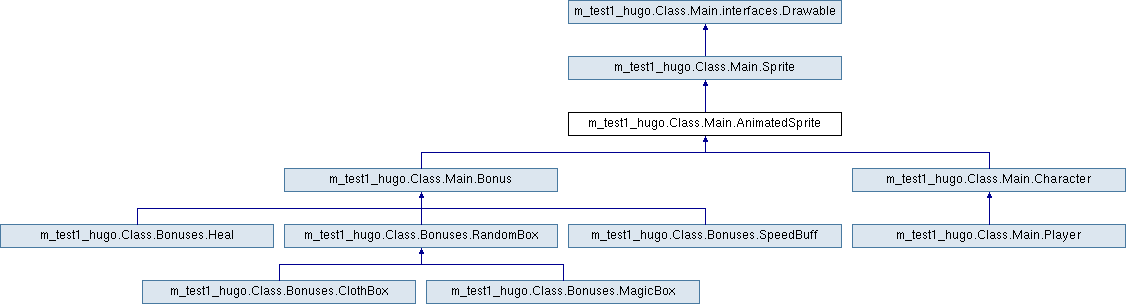 m_test1_hugo.Class.Main.interfaces.Drawable
m_test1_hugo.Class.Main.Sprite
m_test1_hugo.Class.Main.AnimatedSprite
m_test1_hugo.Class.Main.Bonus
m_test1_hugo.Class.Main.Character
m_test1_hugo.Class.Bonuses.Heal
m_test1_hugo.Class.Bonuses.RandomBox
m_test1_hugo.Class.Bonuses.SpeedBuff
m_test1_hugo.Class.Main.Player
m_test1_hugo.Class.Bonuses.ClothBox
m_test1_hugo.Class.Bonuses.MagicBox